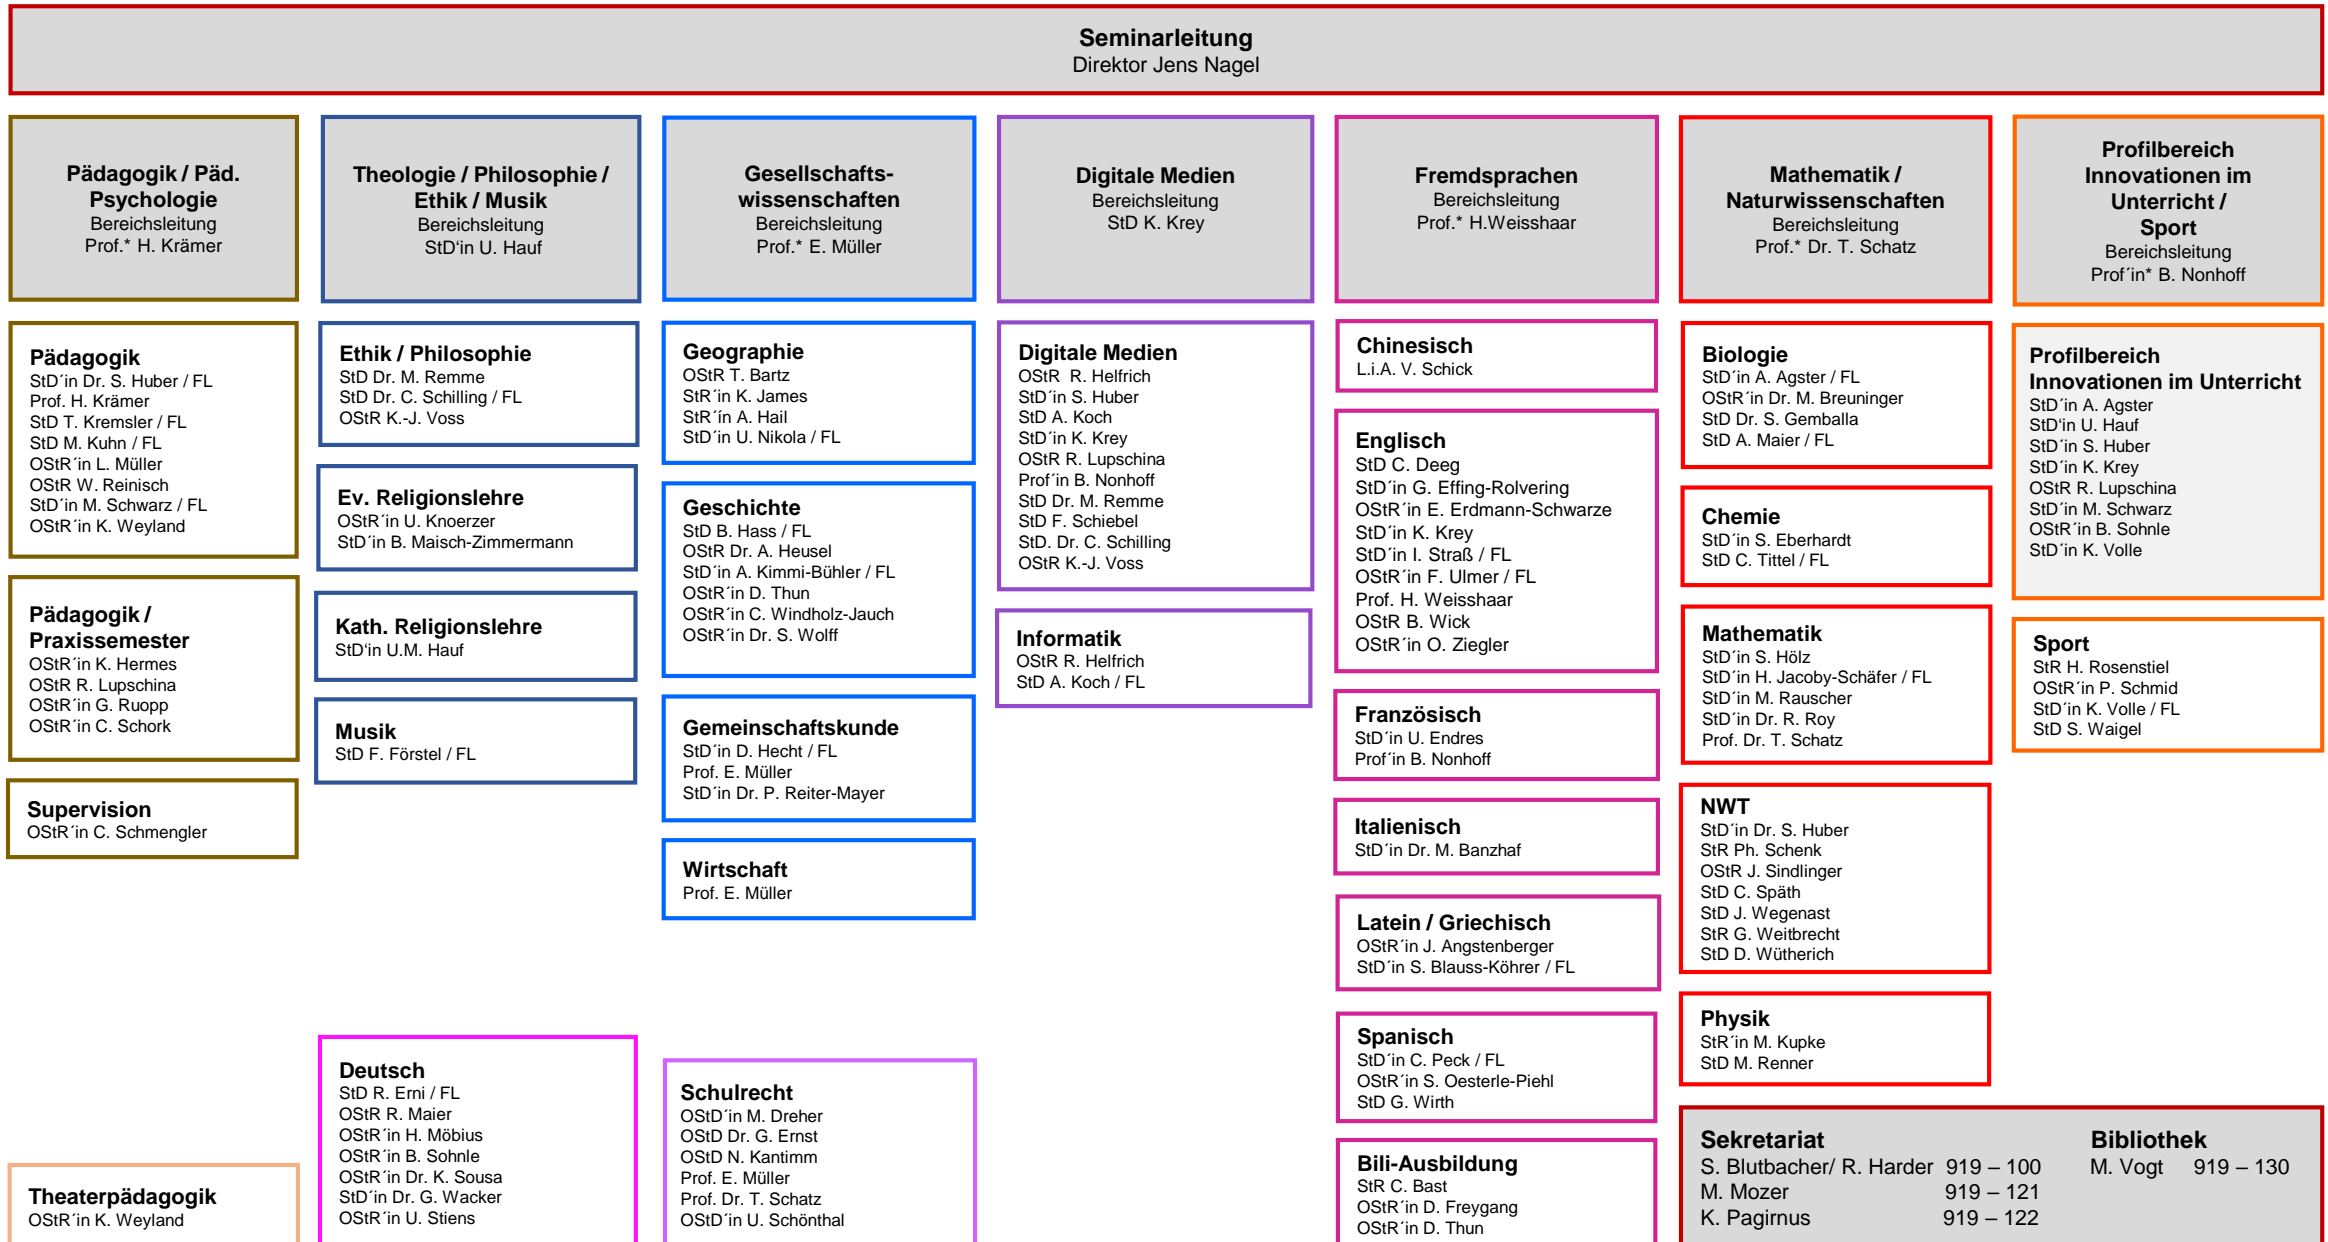 Seminarleitung
Direktor Jens Nagel
Pädagogik / Päd.
Psychologie
Bereichsleitung
Prof.* H. Krämer
Theologie / Philosophie /
Ethik / Musik
Bereichsleitung
StD‘in U. Hauf
Gesellschafts-
wissenschaften
Bereichsleitung
Prof.* E. Müller
Digitale Medien
Bereichsleitung
StD K. Krey
Fremdsprachen
Bereichsleitung
Prof.* H.Weisshaar
Mathematik /
Naturwissenschaften
Bereichsleitung
Prof.* Dr. T. Schatz
Profilbereich
Innovationen im
Unterricht /
Sport
Bereichsleitung
Prof´in* B. Nonhoff
Pädagogik
StD´in Dr. S. Huber / FL
Prof. H. Krämer
StD T. Kremsler / FL
StD M. Kuhn / FL
OStR´in L. Müller
OStR W. Reinisch
StD´in M. Schwarz / FL
OStR´in K. Weyland
Pädagogik /
Praxissemester
OStR´in K. Hermes
OStR R. Lupschina
OStR´in G. Ruopp
OStR´in C. Schork
Supervision
OStR´in C. Schmengler
Theaterpädagogik
OStR´in K. Weyland
Ethik / Philosophie
StD Dr. M. Remme
StD Dr. C. Schilling / FL
OStR K.-J. Voss
Ev. Religionslehre
OStR´in U. Knoerzer
StD´in B. Maisch-Zimmermann
Kath. Religionslehre
StD‘in U.M. Hauf
Musik
StD F. Förstel / FL
Deutsch
StD R. Erni / FL
OStR R. Maier
OStR´in H. Möbius
OStR´in B. Sohnle
OStR´in Dr. K. Sousa
StD´in Dr. G. Wacker
OStR´in U. Stiens
Geographie
OStR T. Bartz
StR´in K. James
StR´ín A. Hail
StD´in U. Nikola / FL
Geschichte
StD B. Hass / FL
OStR Dr. A. Heusel
StD´in A. Kimmi-Bühler / FL
OStR´in D. Thun
OStR´in C. Windholz-Jauch
OStR´in Dr. S. Wolff
Gemeinschaftskunde
StD´in D. Hecht / FL
Prof. E. Müller
StD´in Dr. P. Reiter-Mayer
Wirtschaft
Prof. E. Müller
Schulrecht
OStD´in M. Dreher
OStD Dr. G. Ernst
OStD N. Kantimm
Prof. E. Müller
Prof. Dr. T. Schatz
OStD´in U. Schönthal
Digitale Medien
OStR  R. Helfrich
StD´in S. Huber
StD A. Koch
StD´in K. Krey
OStR R. Lupschina
Prof´in B. Nonhoff
StD Dr. M. Remme
StD F. Schiebel
StD. Dr. C. Schilling
OStR K.-J. Voss
Informatik
OStR R. Helfrich
StD A. Koch / FL
Chinesisch
L.i.A. V. Schick
Englisch
StD C. Deeg
StD´in G. Effing-Rolvering
OStR´in E. Erdmann-Schwarze
StD´in K. Krey
StD´in I. Straß / FL
OStR´in F. Ulmer / FL
Prof. H. Weisshaar
OStR B. Wick
OStR´in O. Ziegler
Französisch
StD´in U. Endres
Prof´in B. Nonhoff
Italienisch
StD´in Dr. M. Banzhaf
Latein / Griechisch
OStR´in J. Angstenberger
StD´in S. Blauss-Köhrer / FL
Spanisch
StD´in C. Peck / FL
OStR´in S. Oesterle-Piehl
StD G. Wirth
Bili-Ausbildung
StR C. Bast
OStR´in D. Freygang
OStR´in D. Thun
Biologie
StD´in A. Agster / FL
OStR´in Dr. M. Breuninger
StD Dr. S. Gemballa
StD A. Maier / FL
Chemie
StD´in S. Eberhardt
StD C. Tittel / FL
Mathematik
StD´in S. Hölz
StD´in H. Jacoby-Schäfer / FL
StD´in M. Rauscher
StD´in Dr. R. Roy
Prof. Dr. T. Schatz
NWT
StD´in Dr. S. Huber
StR Ph. Schenk
OStR J. Sindlinger
StD C. Späth
StD J. Wegenast
StR G. Weitbrecht
StD D. Wütherich
Physik
StR´in M. Kupke
StD M. Renner
Profilbereich
Innovationen im Unterricht
StD´in A. Agster
StD‘in U. Hauf
StD´in S. Huber
StD´in K. Krey
OStR R. Lupschina
StD´in M. Schwarz
OStR´in B. Sohnle
StD´in K. Volle
Sport
StR H. Rosenstiel
OStR´in P. Schmid
StD´in K. Volle / FL
StD S. Waigel
Sekretariat
S. Blutbacher/ R. Harder 919 – 100
M. Mozer 919 – 121
K. Pagirnus 919 – 122
Bibliothek
M. Vogt 919 – 130